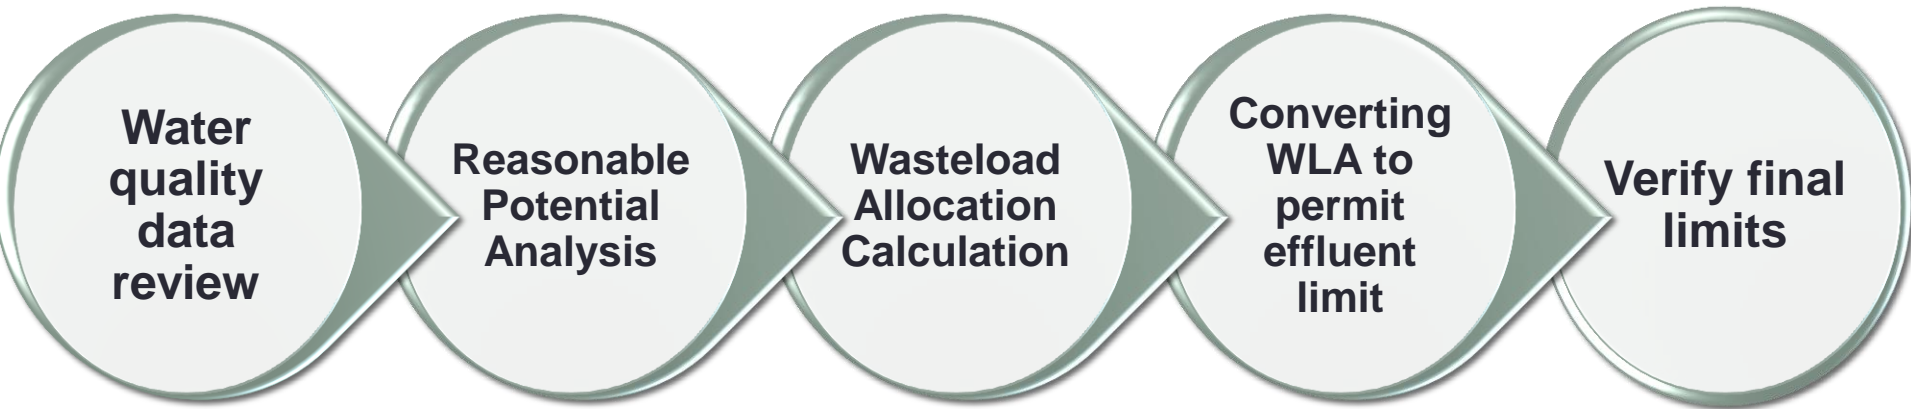 Water
quality
data
review
Reasonable
Potential
Analysis
Wasteload
Allocation
Calculation
Converting
WLA to
permit
effluent
limit
Verify final
limits